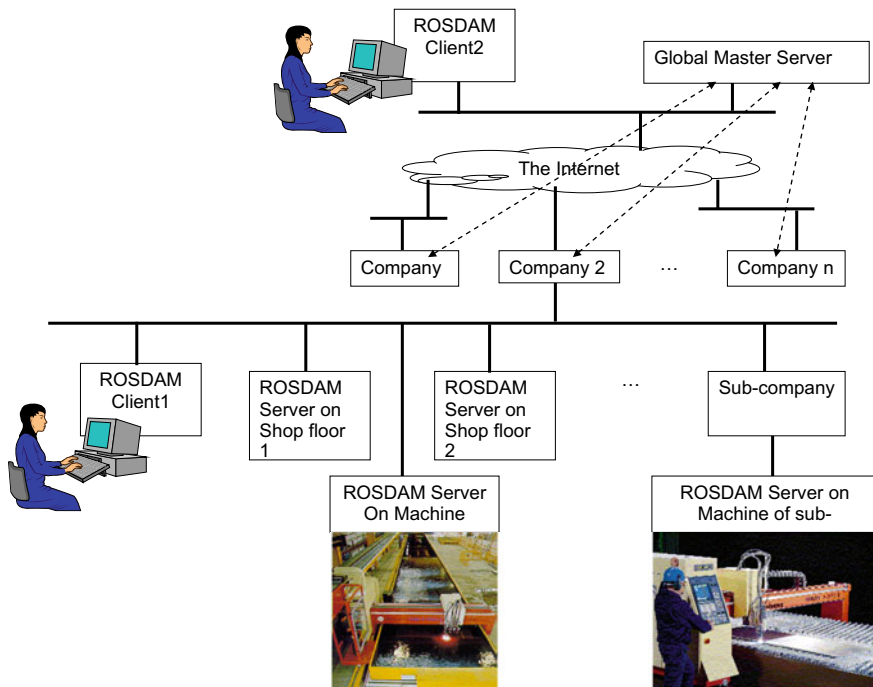 ROSDAM
Client2
Global Master Server
The Internet
Company
Company 2
...
Company n
ROSDAM
Client1
ROSDAM
Server on
Shop floor
1
ROSDAM
Server on
Shop floor
2
...
Sub-company
ROSDAM Server
On Machine
ROSDAM Server on
Machine of sub-